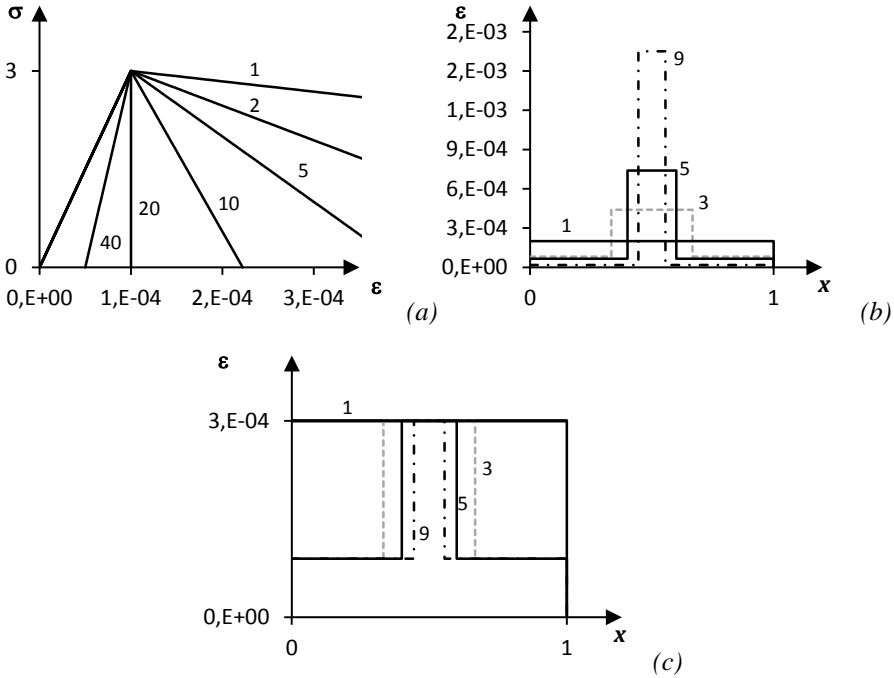 σ
3
0
1
2
5
10
20
40
0,E+00
1,E-04
2,E-04
3,E-04
ε
(a)
ε
2,E-03
2,E-03
1,E-03
9,E-04
6,E-04
3,E-04
0,E+00
9
5
3
1
0
1
x
(b)
ε
3,E-04
0,E+00
1
3
5
9
0
1
x
(c)